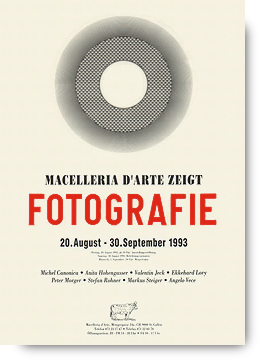 MACELLERIA D'ARTE ZEIGT
FOTOGRAFIE
20.August - 30.September 1993
Michel Canonica • Anita Hohengasser • Valentin Jeck • Ekkehard Lory
Peter Morger • Stefan Rohner • Markus Steiger • Angelo Vece